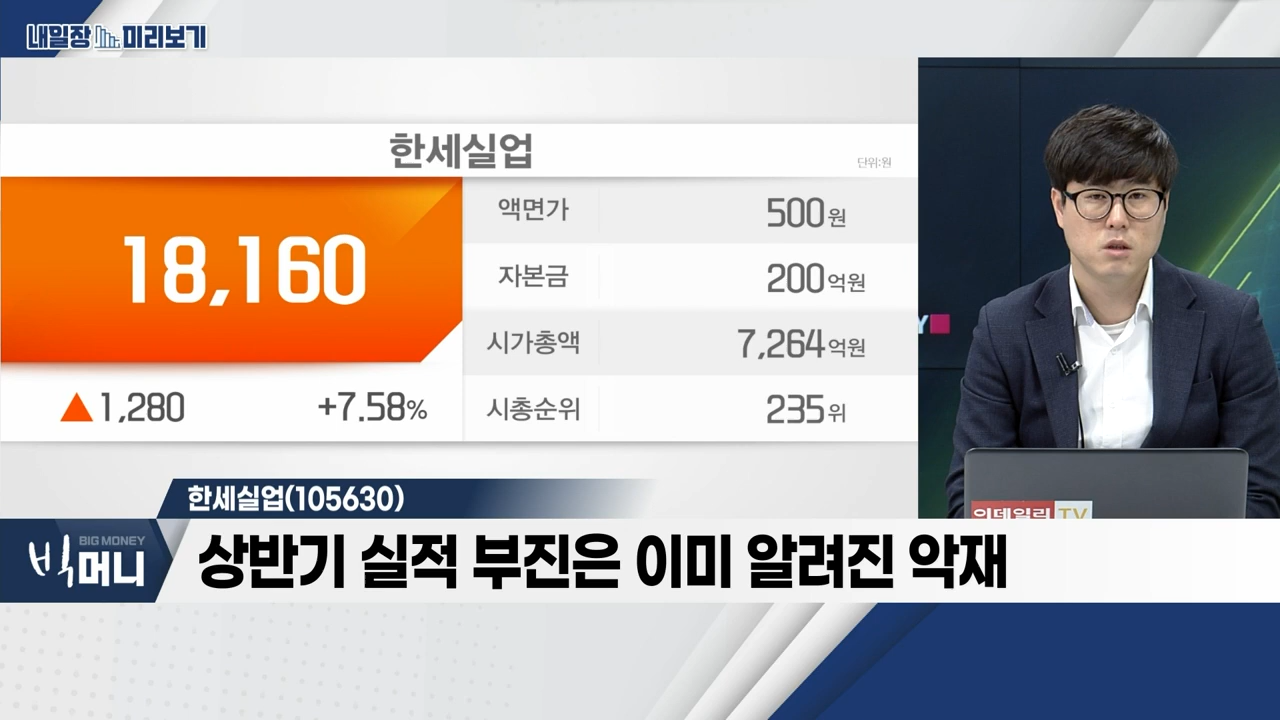 내일장 미리보기
한세실업
단위:원
18,160
▲1,280 +7.58%
액면가 500원
자본금 200억원
시가총액 7,264억원
시총순위 235위
Y
이데일리 TV
한세실업(105630)
BIG MONEY
빅머니
상반기 실적 부진은 이미 알려진 악재